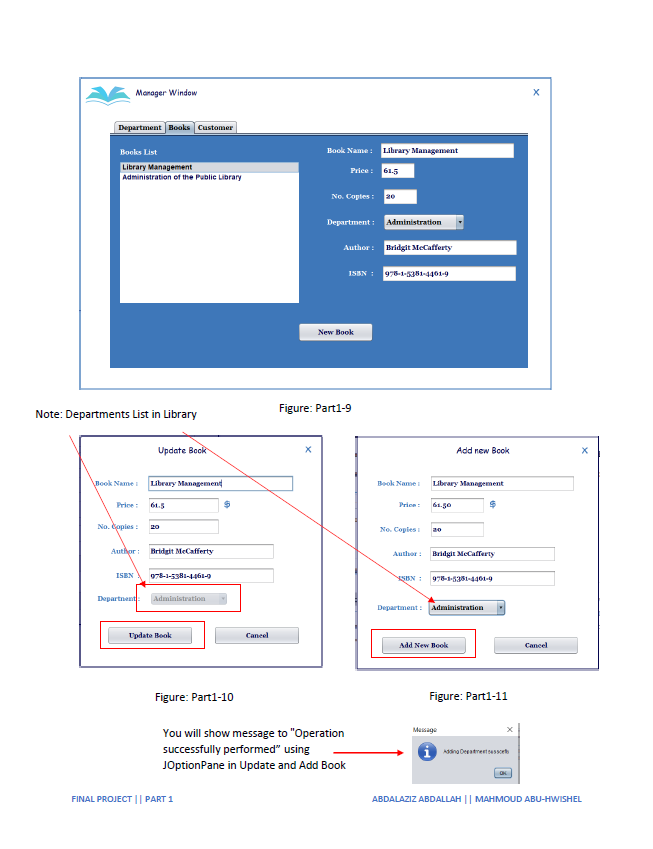 Manager Window
X
Department Books Customer
Books List
Library Management
Administration of the Public Library
Book Name : Library Management
Price : 61.5
No. Copies : 20
Department : Administration
Author : Bridgit McCafferty
ISBN : 978-1-5381-4461-9
New Book
Figure: Part1-9
Note: Departments List in Library
Update Book
X
Book Name : Library Management
Price : 61.5 $
No. Copies : 20
Author : Bridgit McCafferty
ISBN : 978-1-5381-4461-9
Department : Administration
Update Book Cancel
Figure: Part1-10
Add new Book
X
Book Name : Library Management
Price : 61.50 $
No. Copies : 20
Author : Bridgit McCafferty
ISBN : 978-1-5381-4461-9
Department : Administration
Add New Book Cancel
Figure: Part1-11
You will show message to "Operation
successfully performed" using
JOptionPane in Update and Add Book
Message
X
Adding Department
OK
FINAL PROJECT || PART 1
ABDALAZIZ ABDALLAH || MAHMOUD ABU-HWISHEL